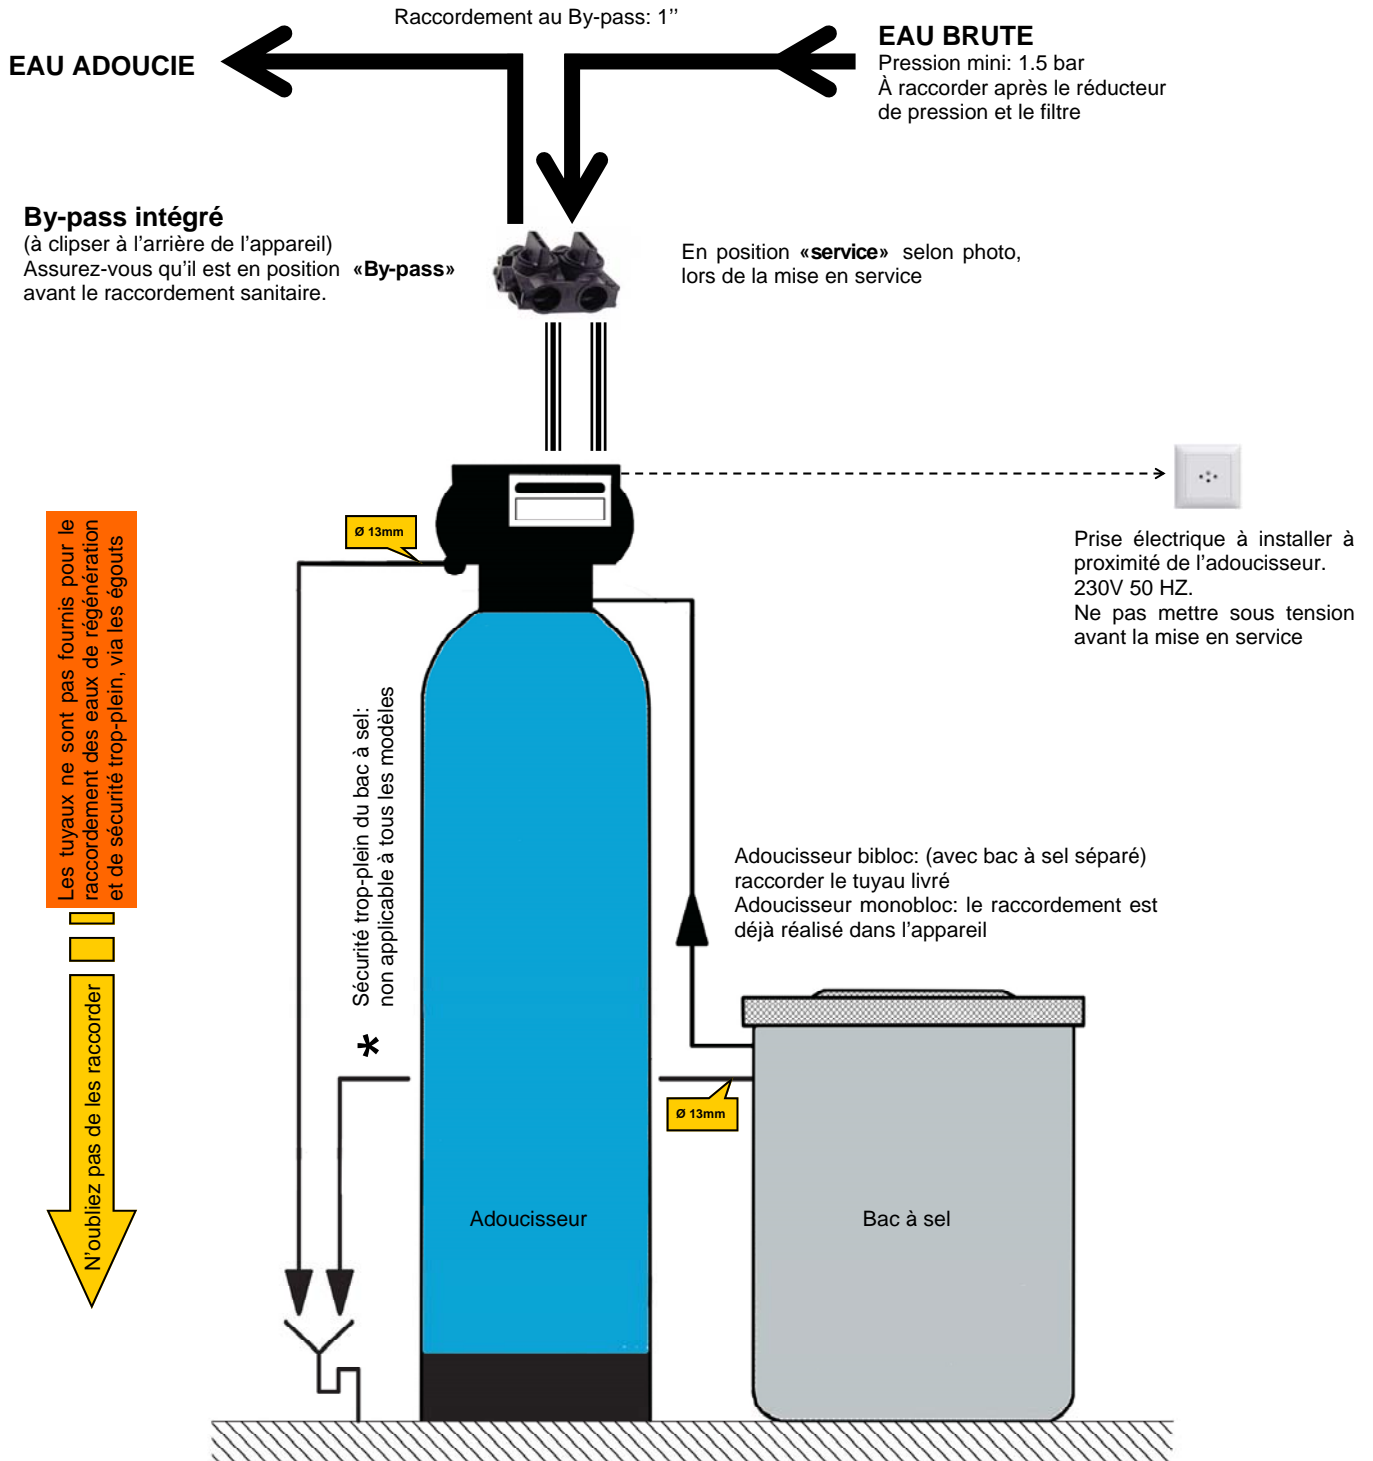 Raccordement au By-pass: 1’’
EAU ADOUCIE
EAU BRUTE
Pression mini: 1.5 bar
À raccorder après le réducteur
de pression et le filtre
By-pass intégré
(à clipser à l’arrière de l’appareil)
Assurez-vous qu’il est en position «By-pass»
avant le raccordement sanitaire.
En position «service» selon photo,
lors de la mise en service
Ø 13mm
Prise électrique à installer à
proximité de l’adoucisseur.
230V 50 HZ.
Ne pas mettre sous tension
avant la mise en service
Les tuyaux ne sont pas fournis pour le
raccordement des eaux de régénération
et de sécurité trop-plein, via les égouts
N’oubliez pas de les raccorder
* Sécurité trop-plein du bac à sel:
non applicable à tous les modèles
Adoucisseur bibloc: (avec bac à sel séparé)
raccorder le tuyau livré
Adoucisseur monobloc: le raccordement est
déjà réalisé dans l’appareil
Ø 13mm
Adoucisseur
Bac à sel